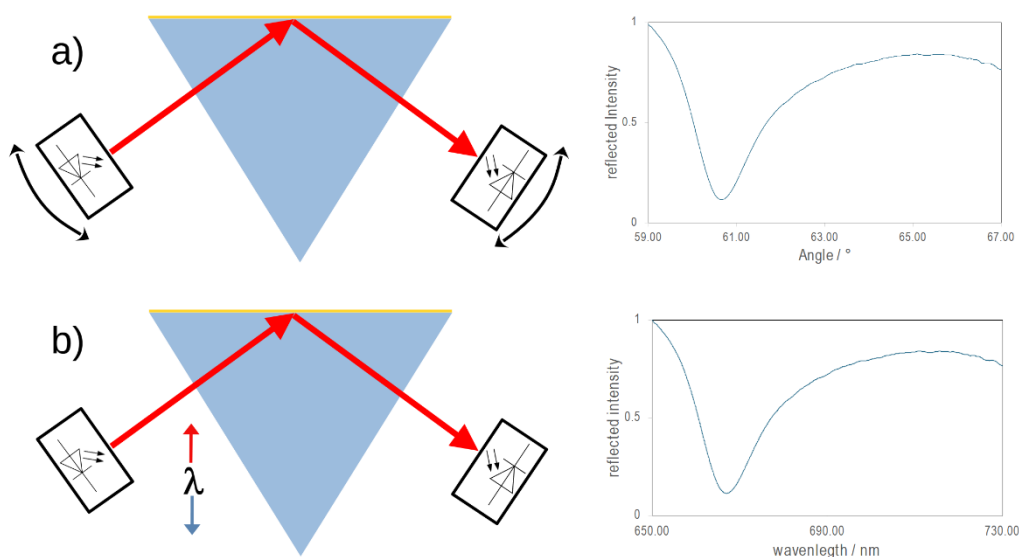 a)
reflected Intensity
1
0.5
0
59.00 61.00 63.00 65.00 67.00
Angle / °
b)
λ
reflected intensity
1
0.5
0
650.00 690.00 730.00
wavenlegth / nm